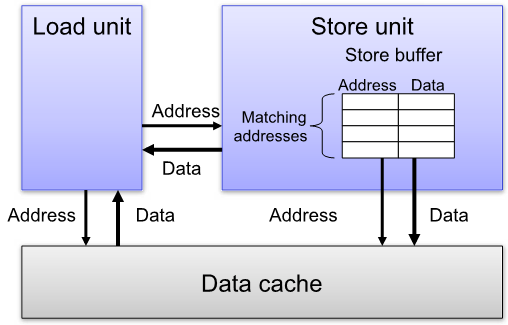 Load unit
Store unit
Store buffer
Address Data
Matching
addresses
Address
Data
Address
Data
Address
Data
Data cache